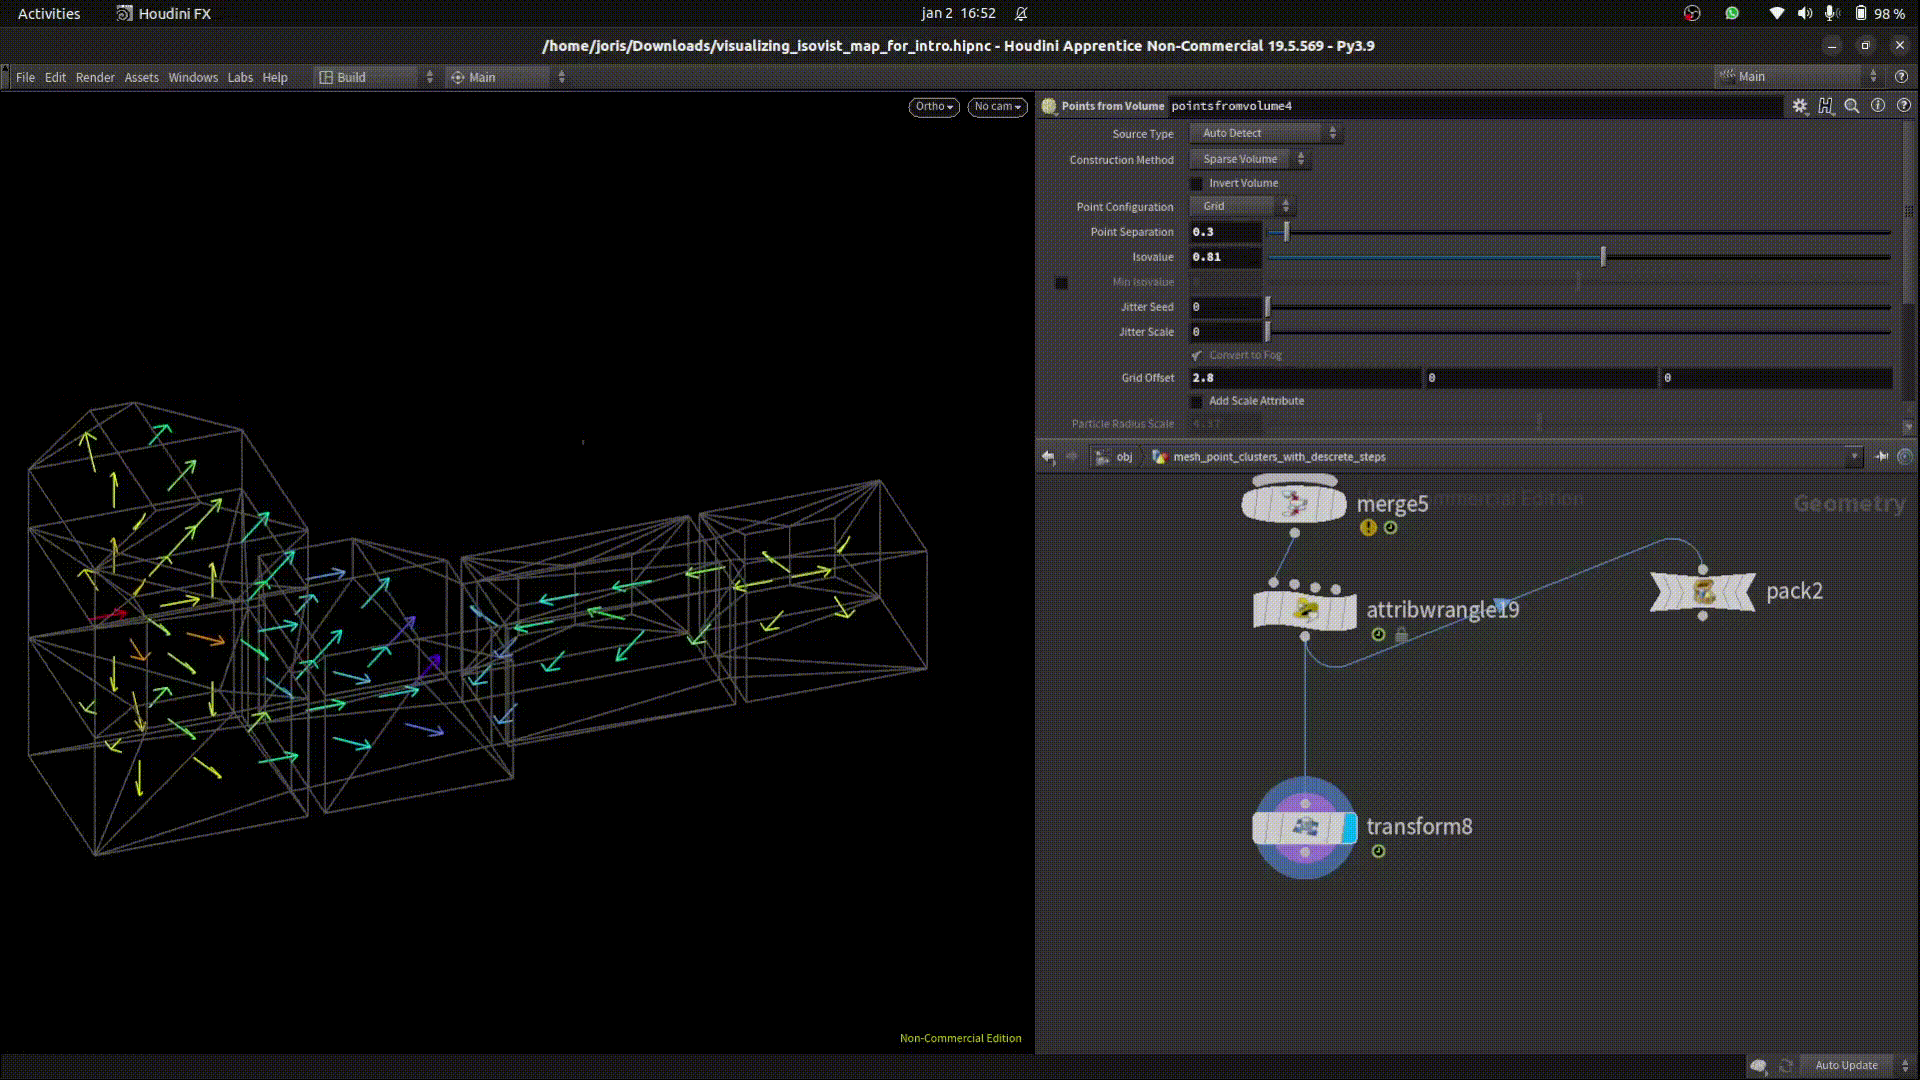 Activities Houdini FX jan 2 16:52 98 %
/home/joris/Downloads/visualizing_isovist_map_for_intro.hipnc - Houdini Apprentice Non-Commercial 19.5.569 - Py3.9
File Edit Render Assets Windows Labs Help Build Main Main
Ortho No cam
Points from Volume pointsfromvolume4
Source Type Auto Detect
Construction Method Sparse Volume
Invert Volume
Point Configuration Grid
Point Separation 0.3
Isovalue 0.81
Min Isovalue
Jitter Seed 0
Jitter Scale 0
Convert to Fog
Grid Offset 2.8 0 0
Add Scale Attribute
Particle Radius Scale 4.37
obj mesh_point_clusters_with_descrete_steps
merge5 Edition Geometry
attribwrangle19 pack2
transform8
Non-Commercial Edition
Auto Update